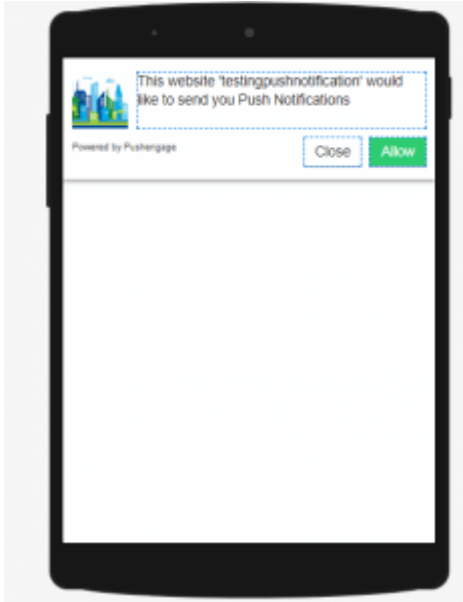 This website 'testingpushnotification' would
like to send you Push Notifications
Powered by Pushengage
Close
Allow